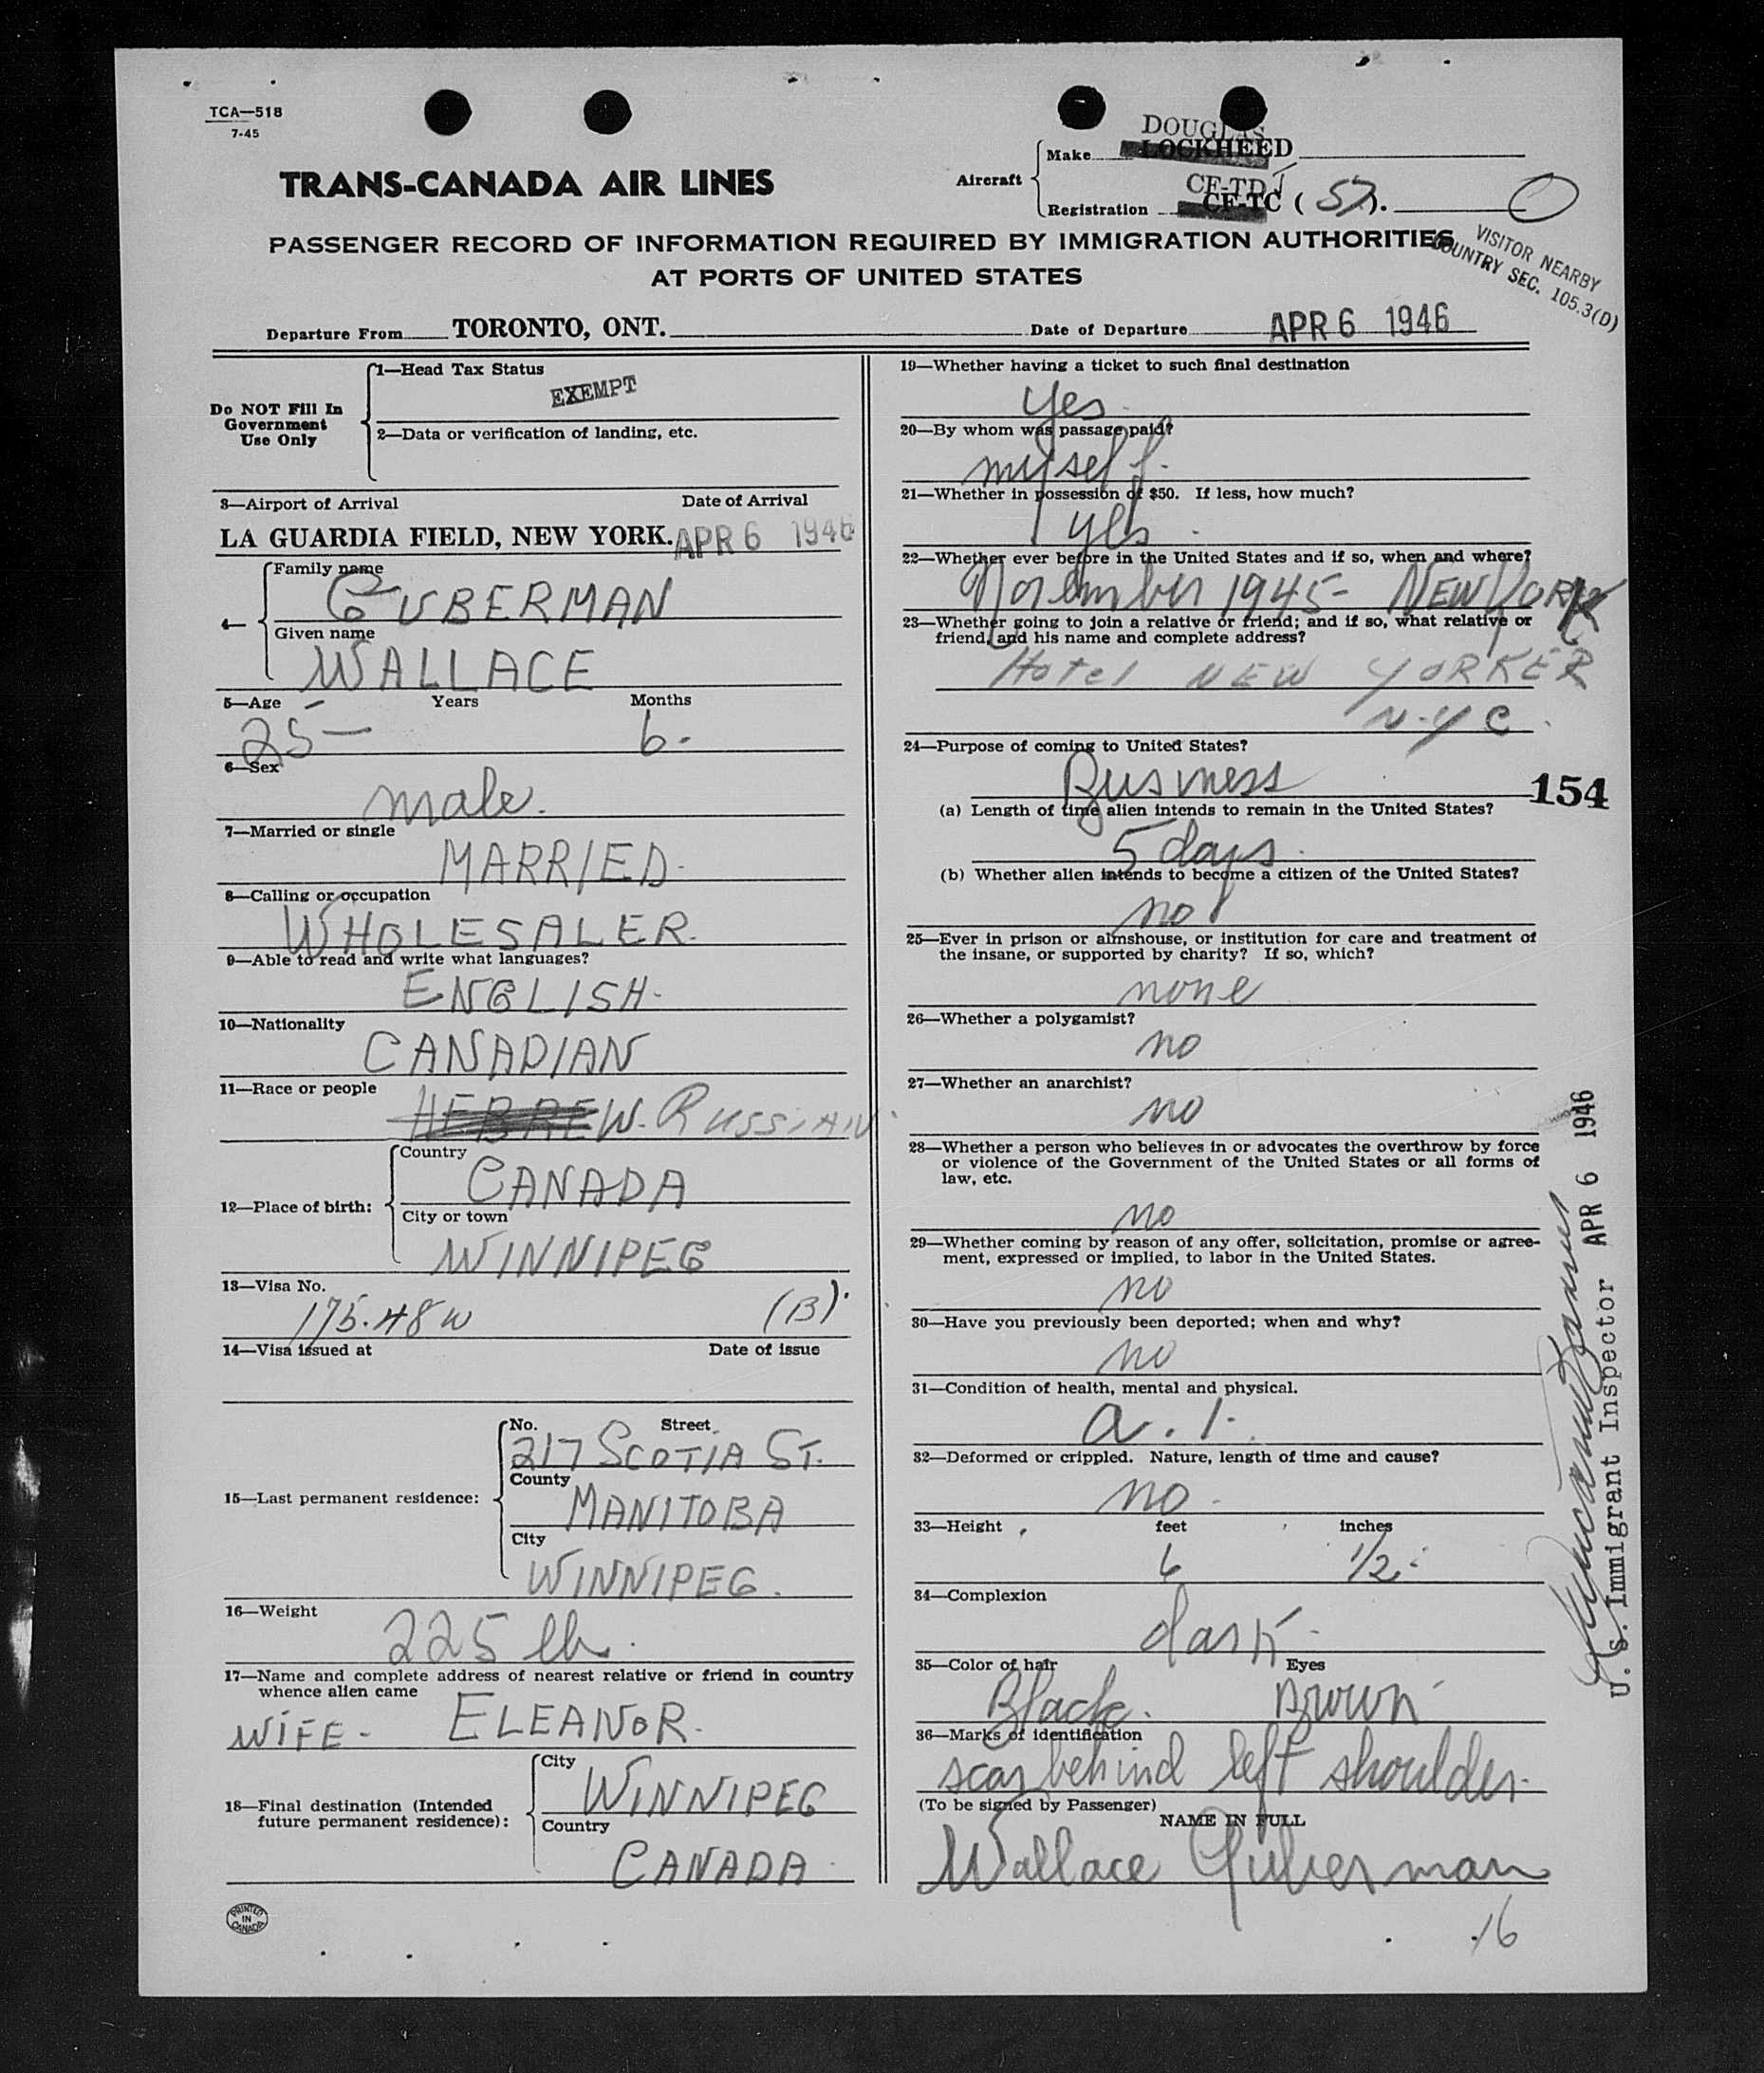 TCA—518
7-45
TRANS-CANADA AIR LINES
Aircraft
Make DOUGLAS LOCKHEED
Registration CF-TD CF-TC (57).
PASSENGER RECORD OF INFORMATION REQUIRED BY IMMIGRATION AUTHORITIES
AT PORTS OF UNITED STATES
VISITOR NEARBY
COUNTRY SEC. 105.3(D)
Departure From TORONTO, ONT. Date of Departure APR 6 1946
Do NOT Fill In
Government
Use Only
1—Head Tax Status
EXEMPT
2—Data or verification of landing, etc.
3—Airport of Arrival Date of Arrival
LA GUARDIA FIELD, NEW YORK. APR 6 1946
4—
Family name
GUBERMAN
Given name
WALLACE
5—Age Years Months
25— 6.
6—Sex
male.
7—Married or single
MARRIED.
8—Calling or occupation
WHOLESALER.
9—Able to read and write what languages?
ENGLISH.
10—Nationality
CANADIAN
11—Race or people
HEBREW. RUSSIAN
12—Place of birth:
Country
CANADA
City or town
WINNIPEG
13—Visa No.
175.48W (B).
14—Visa issued at Date of issue
15—Last permanent residence:
No. Street
217 SCOTIA ST.
County
MANITOBA
City
WINNIPEG.
16—Weight
225 lb.
17—Name and complete address of nearest relative or friend in country
whence alien came
WIFE - ELEANOR.
18—Final destination (Intended
future permanent residence):
City
WINNIPEG
Country
CANADA
PRINTED
IN
CANADA
19—Whether having a ticket to such final destination
Yes.
20—By whom was passage paid?
myself.
21—Whether in possession of $50. If less, how much?
yes.
22—Whether ever before in the United States and if so, when and where?
November 1945 - NEW YORK
23—Whether going to join a relative or friend; and if so, what relative or
friend, and his name and complete address?
Hotel NEW YORKER
N.Y.C.
24—Purpose of coming to United States?
Business
154
(a) Length of time alien intends to remain in the United States?
5 days.
(b) Whether alien intends to become a citizen of the United States?
no
25—Ever in prison or almshouse, or institution for care and treatment of
the insane, or supported by charity? If so, which?
none
26—Whether a polygamist?
no
27—Whether an anarchist?
no
28—Whether a person who believes in or advocates the overthrow by force
or violence of the Government of the United States or all forms of
law, etc.
no
29—Whether coming by reason of any offer, solicitation, promise or agree-
ment, expressed or implied, to labor in the United States.
no
30—Have you previously been deported; when and why?
no
31—Condition of health, mental and physical.
a.1.
32—Deformed or crippled. Nature, length of time and cause?
no.
33—Height feet inches
6 1/2
34—Complexion
dark
35—Color of hair Eyes
Black. Brown
36—Marks of identification
scar behind left shoulder.
(To be signed by Passenger)
NAME IN FULL
Wallace Guberman
16
U. S. Immigrant Inspector APR 6 1946